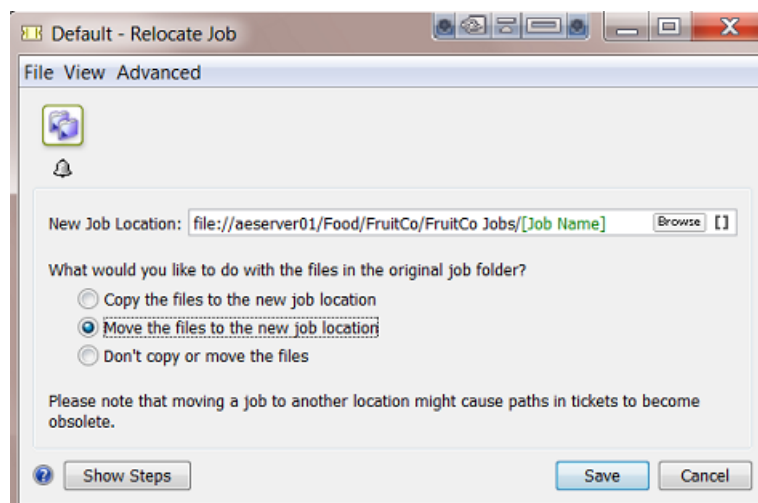 Default - Relocate Job
File View Advanced
New Job Location: file://aeserver01/Food/FruitCo/FruitCo Jobs/[Job Name] Browse []
What would you like to do with the files in the original job folder?
Copy the files to the new job location
Move the files to the new job location
Don't copy or move the files
Please note that moving a job to another location might cause paths in tickets to become
obsolete.
Show Steps Save Cancel